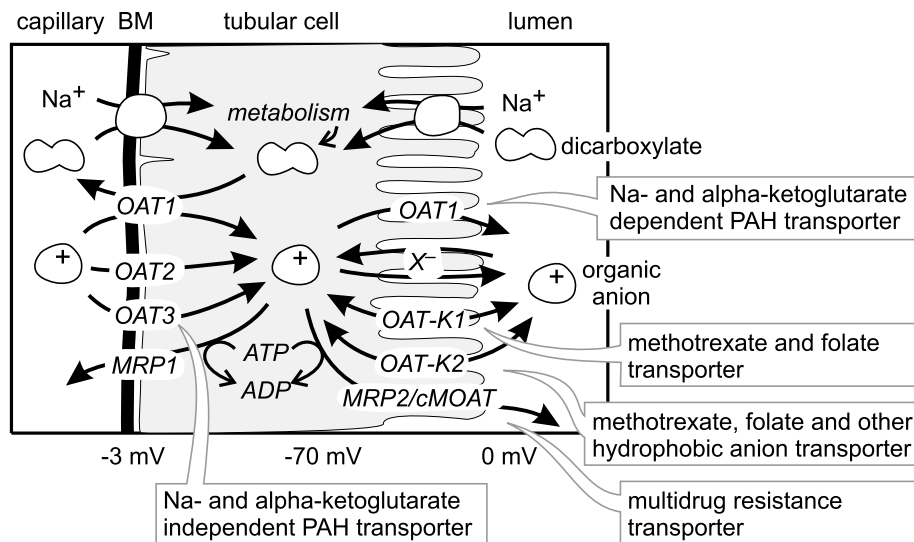 capillary BM tubular cell lumen
Na⁺ metabolism Na⁺
dicarboxylate
Na- and alpha-ketoglutarate
dependent PAH transporter
OAT1 OAT1
+ OAT2 + X⁻ + organic
anion
OAT3 OAT-K1
methotrexate and folate
transporter
MRP1 ATP OAT-K2
ADP MRP2/cMOAT
methotrexate, folate and other
hydrophobic anion transporter
-3 mV -70 mV 0 mV
multidrug resistance
transporter
Na- and alpha-ketoglutarate
independent PAH transporter